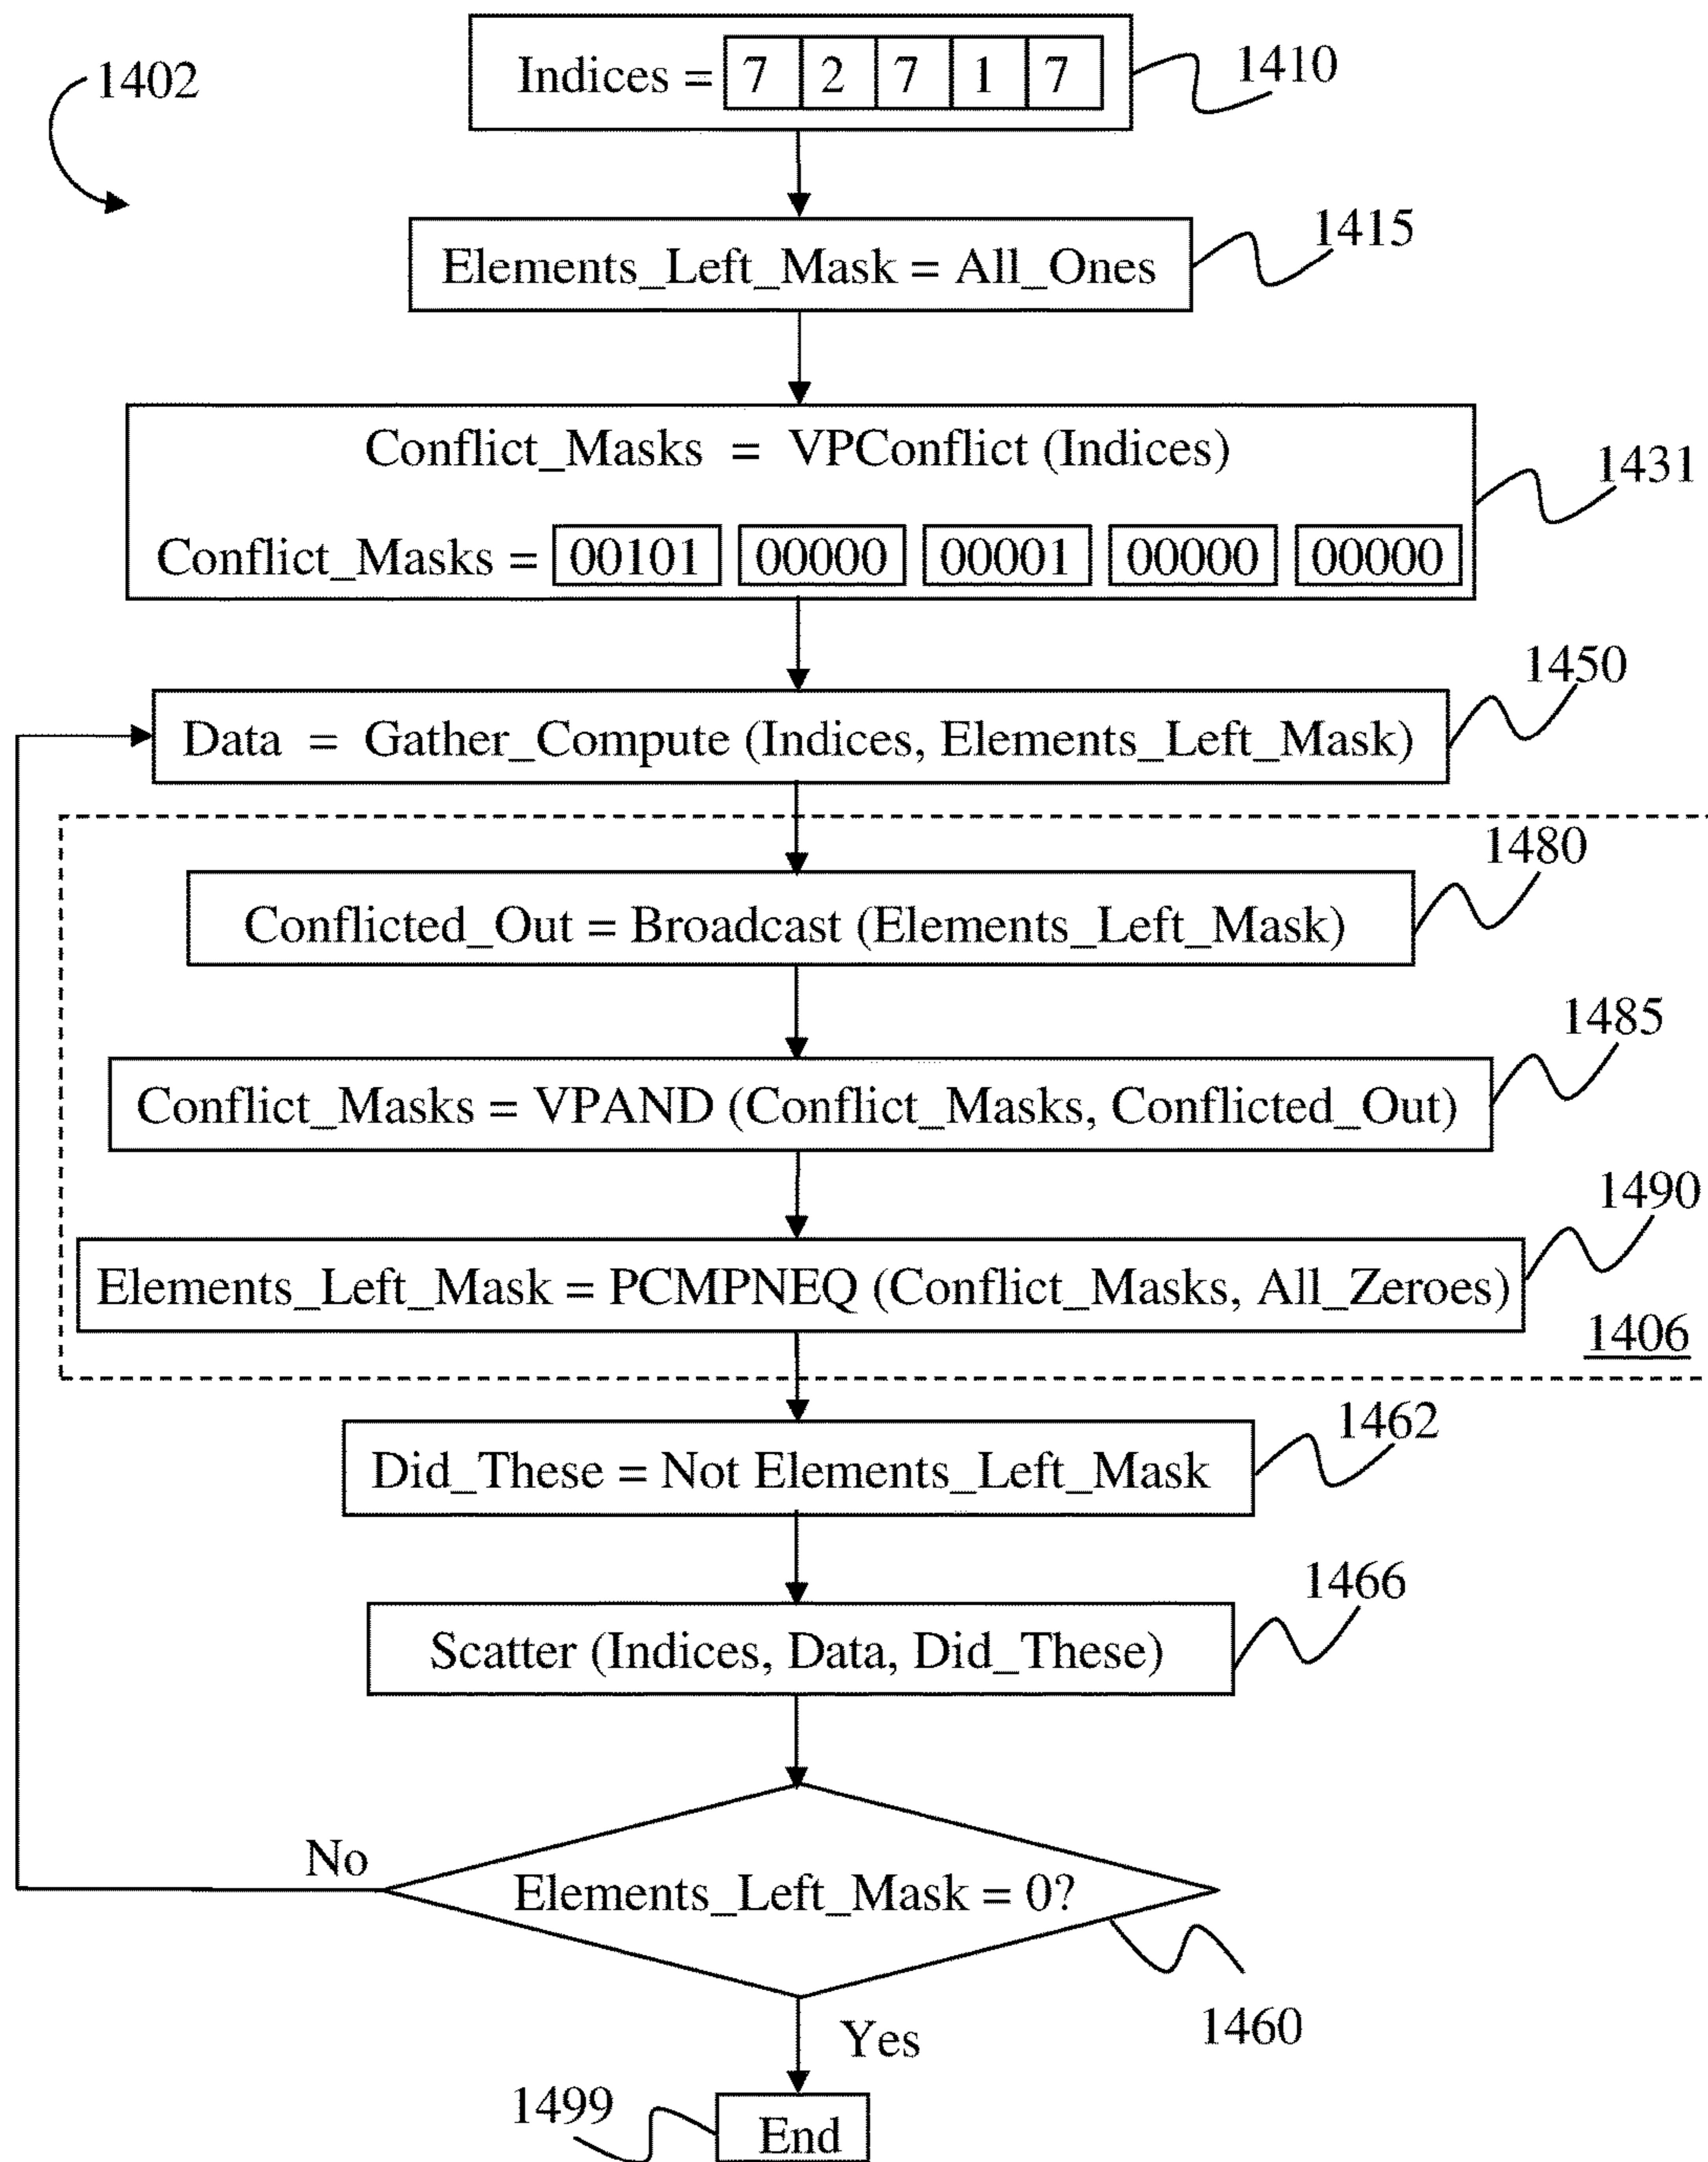 Indices = 7 2 7 1 7
1410
1402
Elements_Left_Mask = All_Ones
1415
Conflict_Masks = VPConflict (Indices)
1431
Conflict_Masks = 00101 00000 00001 00000 00000
1450
Data = Gather_Compute (Indices, Elements_Left_Mask)
1480
Conflicted_Out = Broadcast (Elements_Left_Mask)
1485
Conflict_Masks = VPAND (Conflict_Masks, Conflicted_Out)
1490
Elements_Left_Mask = PCMPNEQ (Conflict_Masks, All_Zeroes)
1406
1462
Did_These = Not Elements_Left_Mask
1466
Scatter (Indices, Data, Did_These)
No
Elements_Left_Mask = 0?
1460
Yes
1499
End